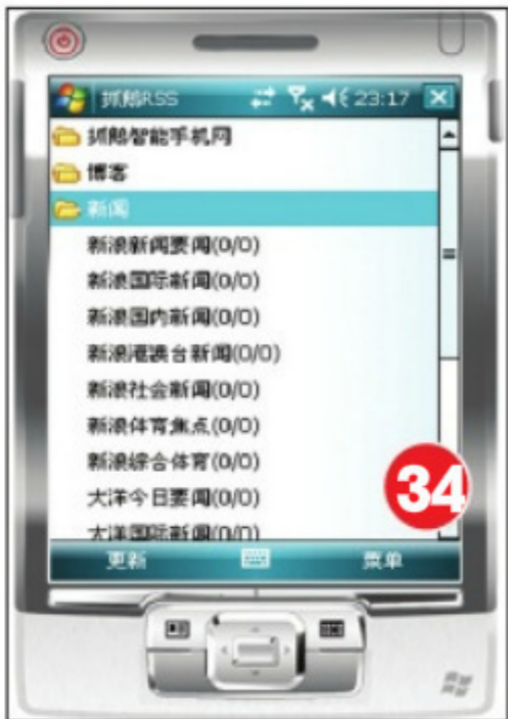 抓鹅RSS 23:17
抓鹅智能手机网
博客
新闻
新浪新闻要闻(0/0)
新浪国际新闻(0/0)
新浪国内新闻(0/0)
新浪港澳台新闻(0/0)
新浪社会新闻(0/0)
新浪体育焦点(0/0)
新浪综合体育(0/0)
大洋今日要闻(0/0)
大洋国际新闻(0/0)
34
更新 菜单